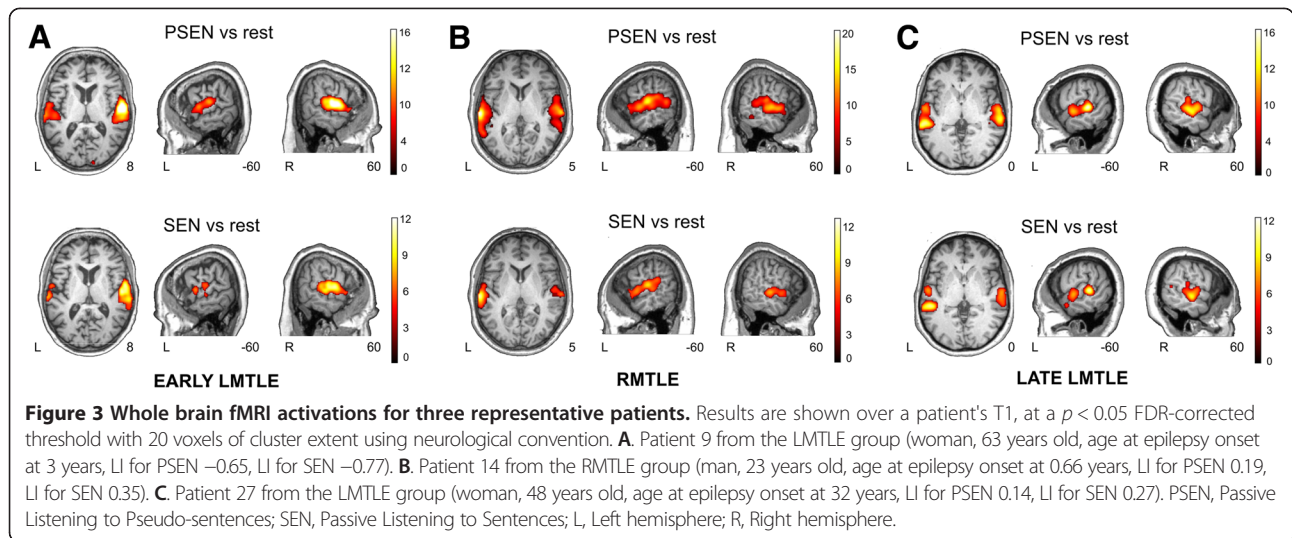 A
PSEN vs rest
16
14
10
6
4
0
L
8
L
-60
R
60
SEN vs rest
12
9
6
3
0
L
8
L
-60
R
60
EARLY LMTLE
B
PSEN vs rest
20
15
10
5
0
L
5
L
-60
R
60
SEN vs rest
12
9
6
3
0
L
5
L
-60
R
60
RMTLE
C
PSEN vs rest
16
14
10
6
4
0
L
0
L
-60
R
60
SEN vs rest
12
9
6
3
0
L
0
L
-60
R
60
LATE LMTLE
Figure 3 Whole brain fMRI activations for three representative patients. Results are shown over a patient's T1, at a p < 0.05 FDR-corrected
threshold with 20 voxels of cluster extent using neurological convention. A. Patient 9 from the LMTLE group (woman, 63 years old, age at epilepsy onset
at 3 years, LI for PSEN −0.65, LI for SEN −0.77). B. Patient 14 from the RMTLE group (man, 23 years old, age at epilepsy onset at 0.66 years, LI for PSEN 0.19,
LI for SEN 0.35). C. Patient 27 from the LMTLE group (woman, 48 years old, age at epilepsy onset at 32 years, LI for PSEN 0.14, LI for SEN 0.27). PSEN, Passive
Listening to Pseudo-sentences; SEN, Passive Listening to Sentences; L, Left hemisphere; R, Right hemisphere.